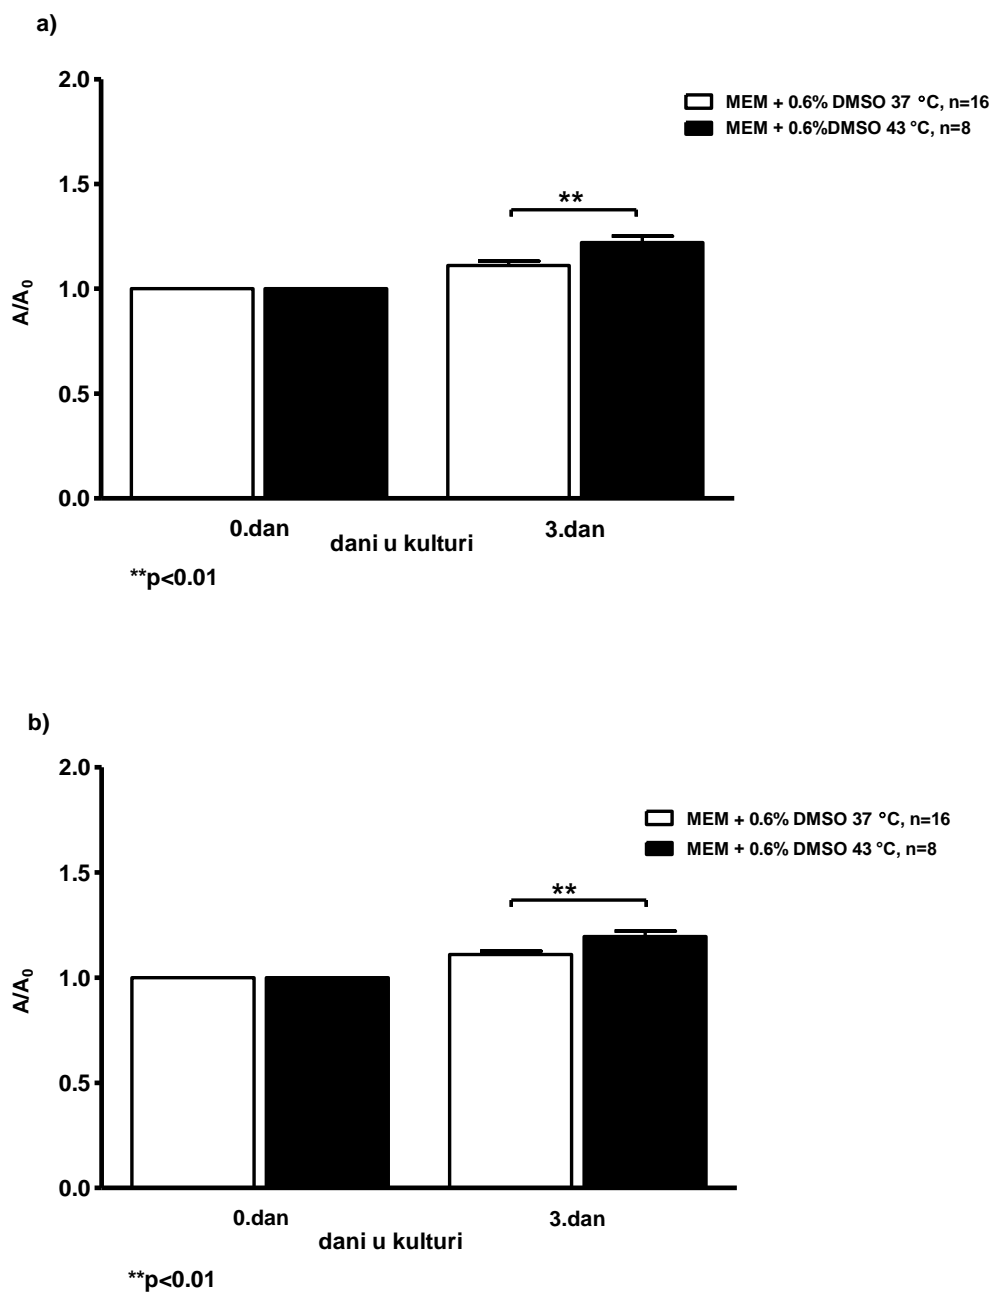 a)
2.0
1.5
1.0
0.5
0.0
A/A₀
MEM + 0.6% DMSO 37 °C, n=16
MEM + 0.6%DMSO 43 °C, n=8
**
0.dan
3.dan
dani u kulturi
**p<0.01
b)
2.0
1.5
1.0
0.5
0.0
A/A₀
MEM + 0.6% DMSO 37 °C, n=16
MEM + 0.6% DMSO 43 °C, n=8
**
0.dan
3.dan
dani u kulturi
**p<0.01